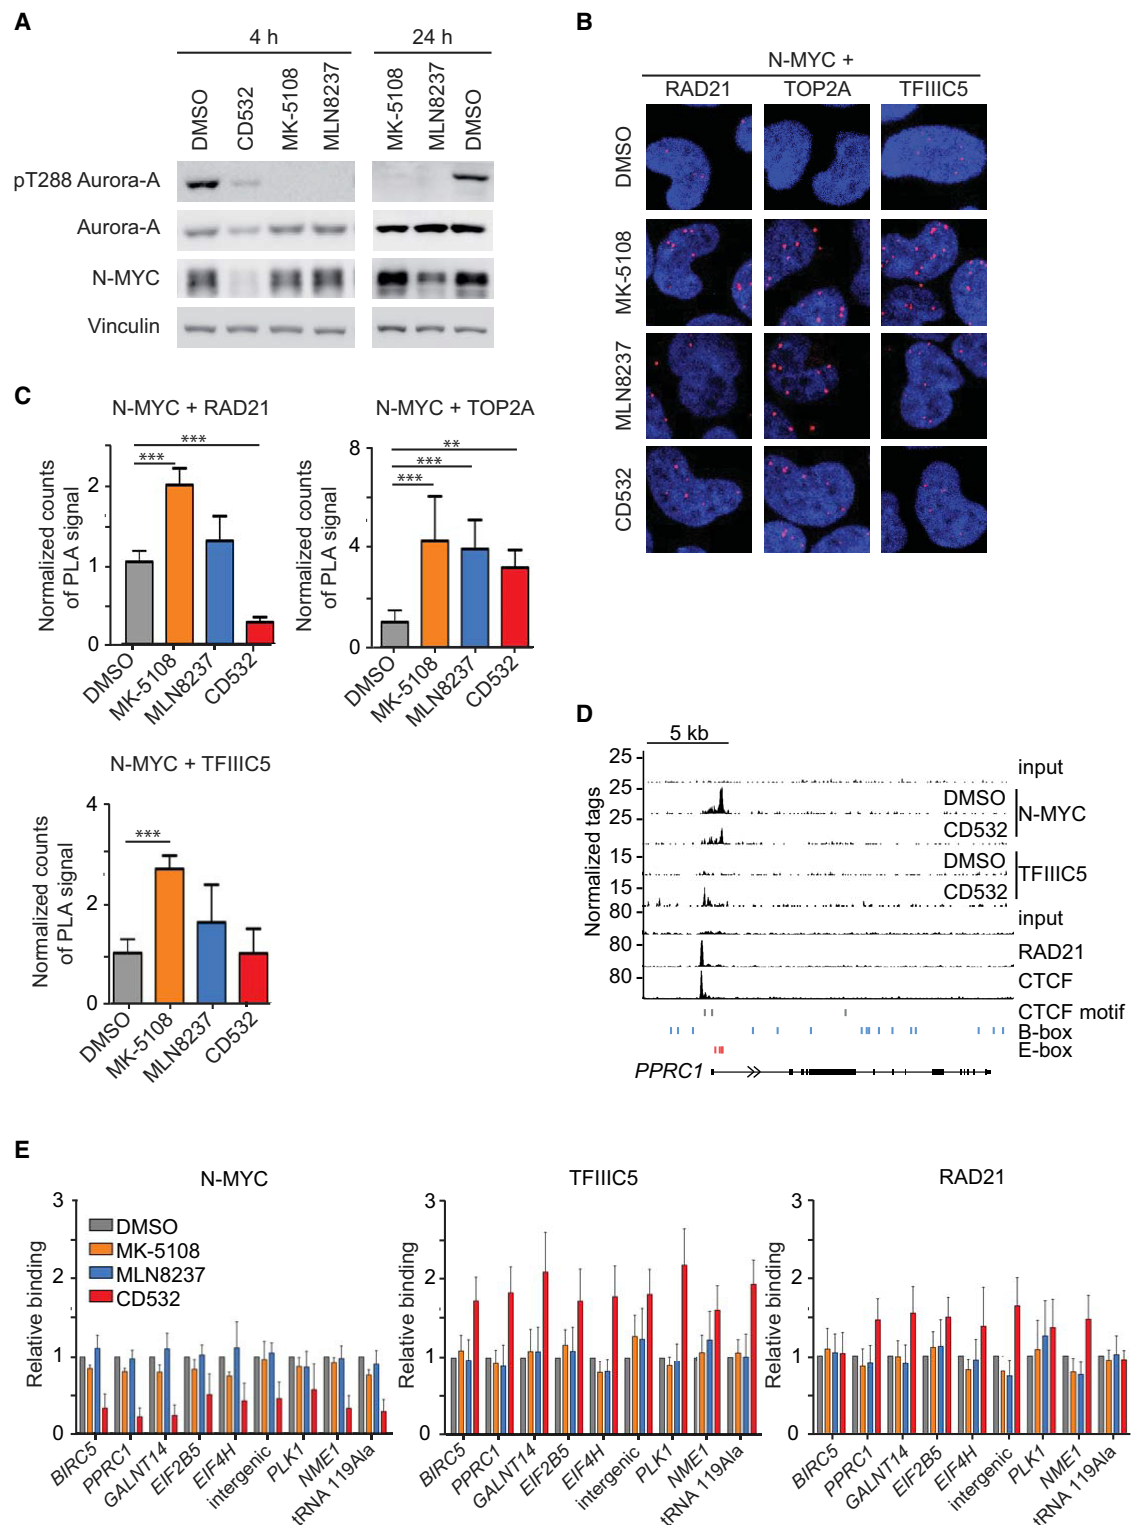 A
4 h
24 h
DMSO
CD532
MK-5108
MLN8237
MK-5108
MLN8237
DMSO
pT288 Aurora-A
Aurora-A
N-MYC
Vinculin
B
N-MYC +
RAD21
TOP2A
TFIIIC5
DMSO
MK-5108
MLN8237
CD532
C
N-MYC + RAD21
Normalized counts
of PLA signal
2
1
0
***
***
DMSO
MK-5108
MLN8237
CD532
N-MYC + TOP2A
Normalized counts
of PLA signal
8
4
0
**
***
***
DMSO
MK-5108
MLN8237
CD532
N-MYC + TFIIIC5
Normalized counts
of PLA signal
4
2
0
***
DMSO
MK-5108
MLN8237
CD532
D
5 kb
Normalized tags
25
input
25
DMSO
N-MYC
25
CD532
15
DMSO
TFIIIC5
15
CD532
80
input
80
RAD21
80
CTCF
CTCF motif
B-box
E-box
PPRC1
E
N-MYC
Relative binding
3
2
1
0
DMSO
MK-5108
MLN8237
CD532
BIRC5
PPRC1
GALNT14
EIF2B5
EIF4H
intergenic
PLK1
NME1
tRNA 119Ala
TFIIIC5
Relative binding
3
2
1
0
BIRC5
PPRC1
GALNT14
EIF2B5
EIF4H
intergenic
PLK1
NME1
tRNA 119Ala
RAD21
Relative binding
3
2
1
0
BIRC5
PPRC1
GALNT14
EIF2B5
EIF4H
intergenic
PLK1
NME1
tRNA 119Ala